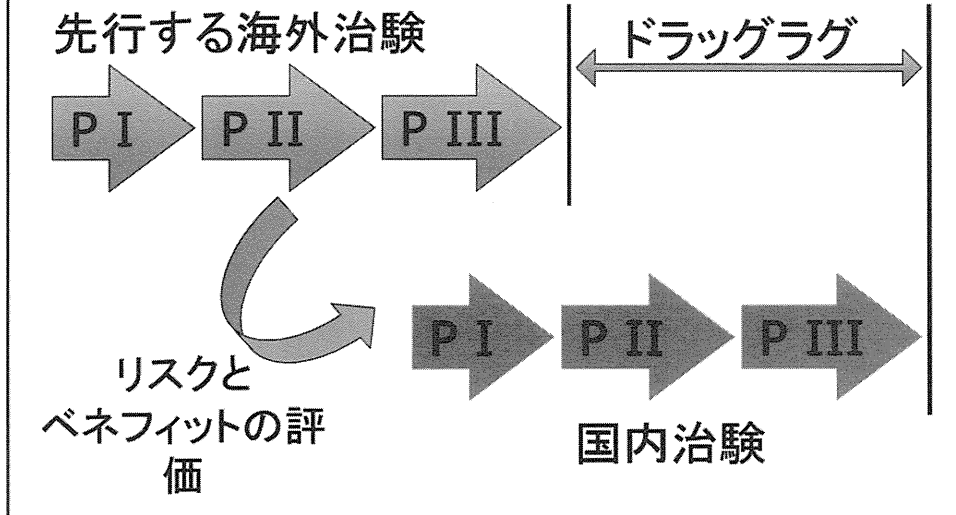 先行する海外治験
ドラッグラグ
P I
P II
P III
P I
P II
P III
リスクと
ベネフィットの評
価
国内治験